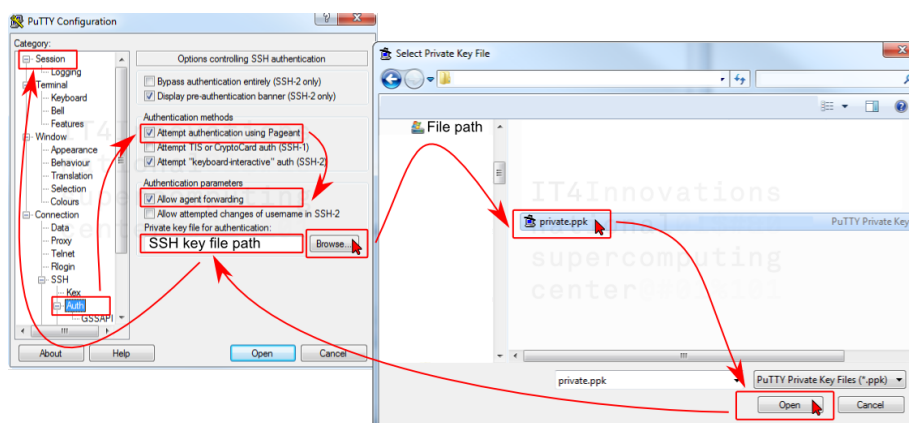 PuTTY Configuration
Category:
Session
Logging
Terminal
Keyboard
Bell
Features
Window
Appearance
Behaviour
Translation
Selection
Colours
Connection
Data
Proxy
Telnet
Rlogin
SSH
Kex
Auth
GSSAPI
Options controlling SSH authentication
Bypass authentication entirely (SSH-2 only)
Display pre-authentication banner (SSH-2 only)
Authentication methods
Attempt authentication using Pageant
Attempt TIS or CryptoCard auth (SSH-1)
Attempt "keyboard-interactive" auth (SSH-2)
Authentication parameters
Allow agent forwarding
Allow attempted changes of username in SSH-2
Private key file for authentication:
SSH key file path
Browse...
About
Help
Open
Cancel
Select Private Key File
File path
IT4Innovations
private.ppk
PuTTY Private Key
supercomputing
center
private.ppk
PuTTY Private Key Files (*.ppk)
Open
Cancel